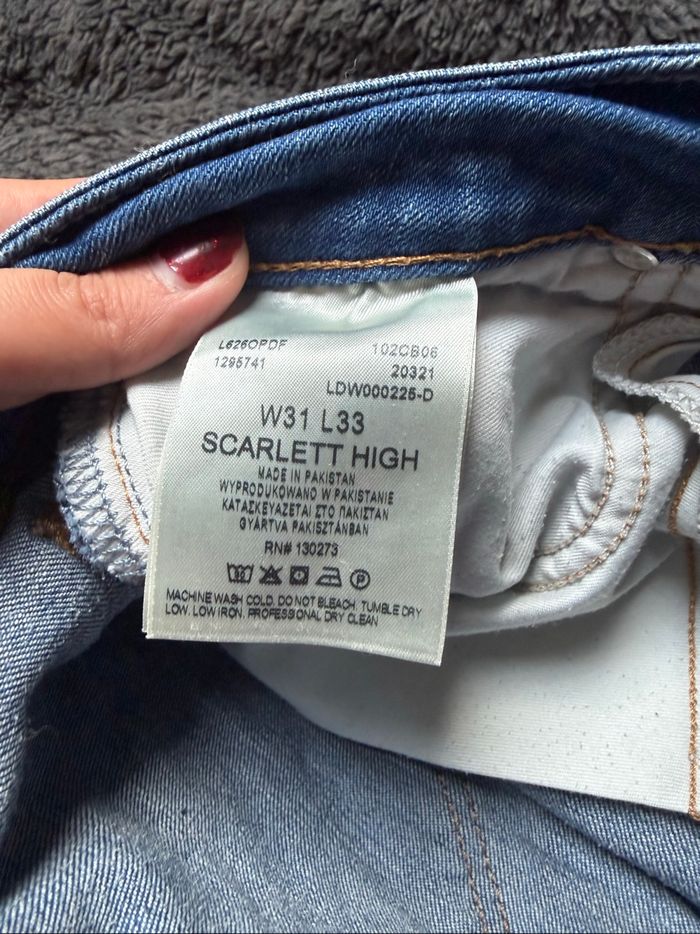 L626OPDF
1295741
102CB06
20321
LDW000225-D
W31 L33
SCARLETT HIGH
MADE IN PAKISTAN
WYPRODUKOWANO W PAKISTANIE
ΚΑΤΑΣΚΕΥΑΖΕΤΑΙ ΣΤΟ ΠΑΚΙΣΤΑΝ
GYÁRTVA PAKISZTÁNBAN
RN# 130273
MACHINE WASH COLD. DO NOT BLEACH. TUMBLE DRY
LOW. LOW IRON. PROFESSIONAL DRY CLEAN